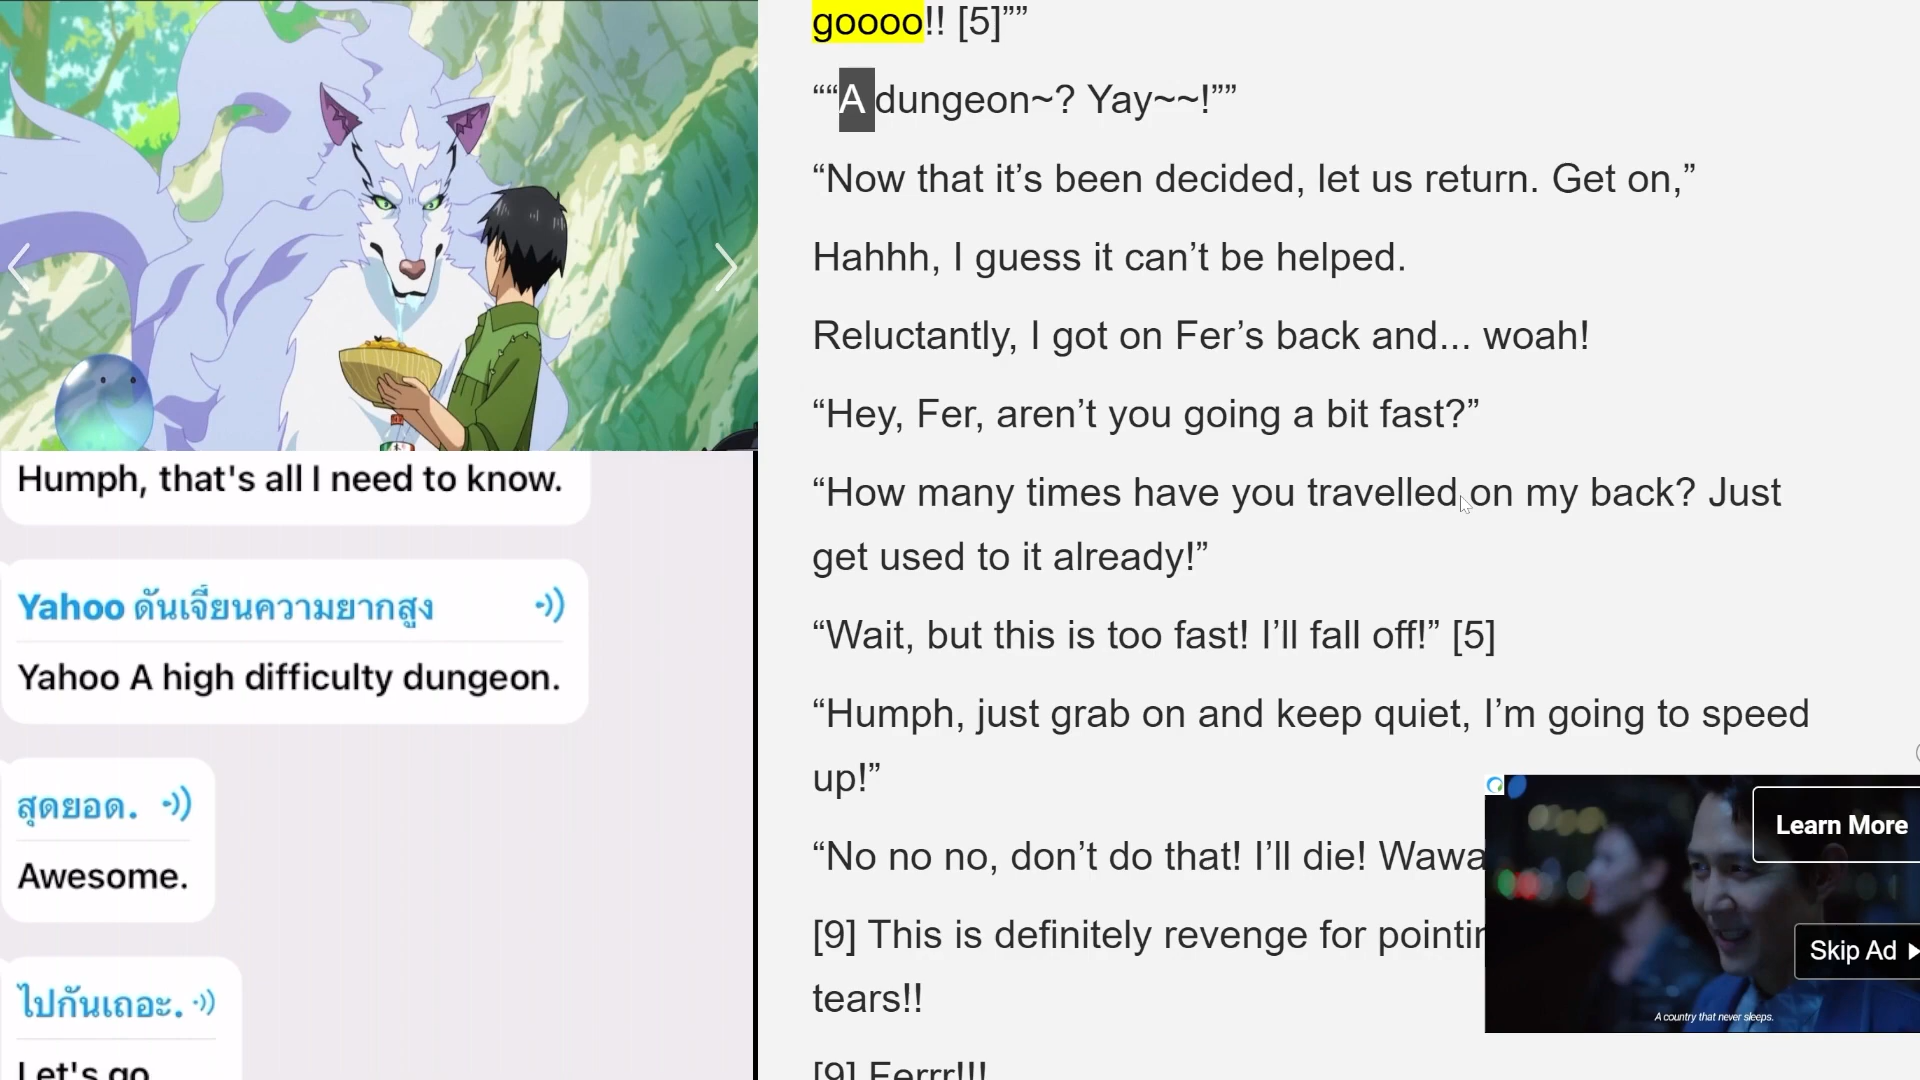 Humph, that's all I need to know.
Yahoo ดันเจี้ยนความยากสูง
Yahoo A high difficulty dungeon.
สุดยอด.
Awesome.
ไปกันเถอะ.
Let's go
goooo!! [5]””
““A dungeon~? Yay~~!””
“Now that it’s been decided, let us return. Get on,”
Hahhh, I guess it can’t be helped.
Reluctantly, I got on Fer’s back and... woah!
“Hey, Fer, aren’t you going a bit fast?”
“How many times have you travelled on my back? Just
get used to it already!”
“Wait, but this is too fast! I’ll fall off!” [5]
“Humph, just grab on and keep quiet, I’m going to speed
up!”
“No no no, don’t do that! I’ll die! Wawa
[9] This is definitely revenge for
tears!!
[9] Ferrr!!!
Learn More
Skip Ad
A country that never sleeps.